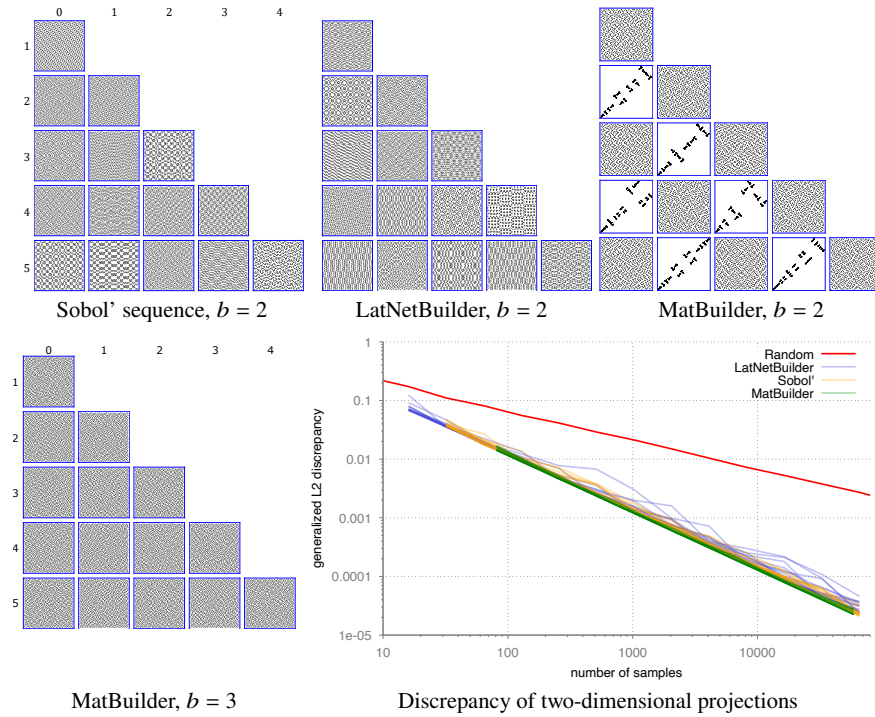 0 1 2 3 4
1
2
3
4
5
Sobol' sequence, b = 2
LatNetBuilder, b = 2
MatBuilder, b = 2
0 1 2 3 4
1
2
3
4
5
MatBuilder, b = 3
generalized L2 discrepancy
1
0.1
0.01
0.001
0.0001
1e-05
Random
LatNetBuilder
Sobol'
MatBuilder
10 100 1000 10000
number of samples
Discrepancy of two-dimensional projections